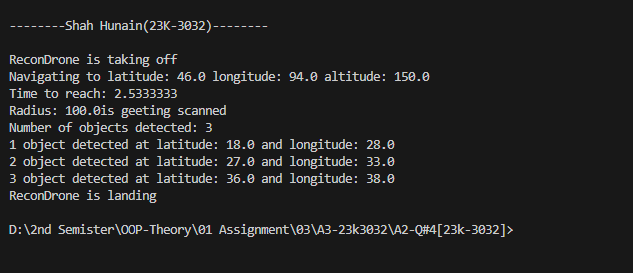 --------Shah Hunain(23K-3032)--------
ReconDrone is taking off
Navigating to latitude: 46.0 longitude: 94.0 altitude: 150.0
Time to reach: 2.5333333
Radius: 100.0is geeting scanned
Number of objects detected: 3
1 object detected at latitude: 18.0 and longitude: 28.0
2 object detected at latitude: 27.0 and longitude: 33.0
3 object detected at latitude: 36.0 and longitude: 38.0
ReconDrone is landing
D:\2nd Semister\OOP-Theory\01 Assignment\03\A3-23k3032\A2-Q#4[23k-3032]>